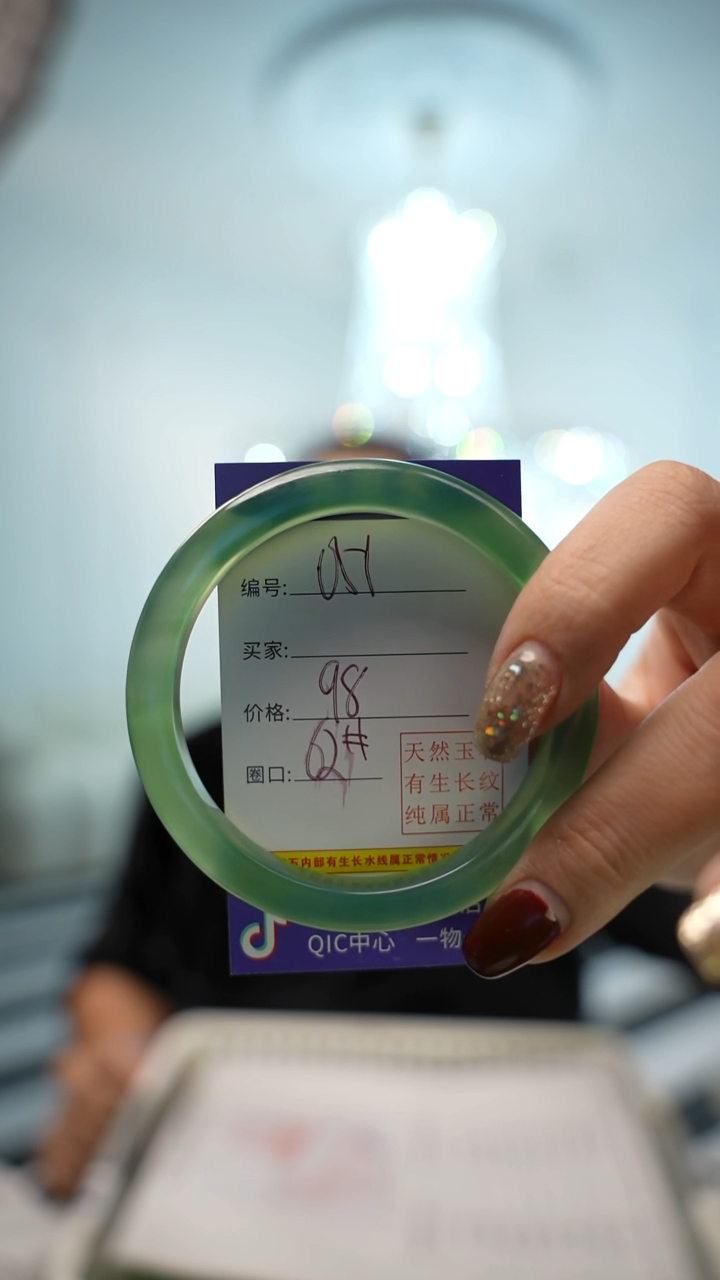 编号:
买家:
价格: 98
圈口: 62#
天然玉
有生长纹
纯属正常
内部有生长水线属正常
QIC中心 一物